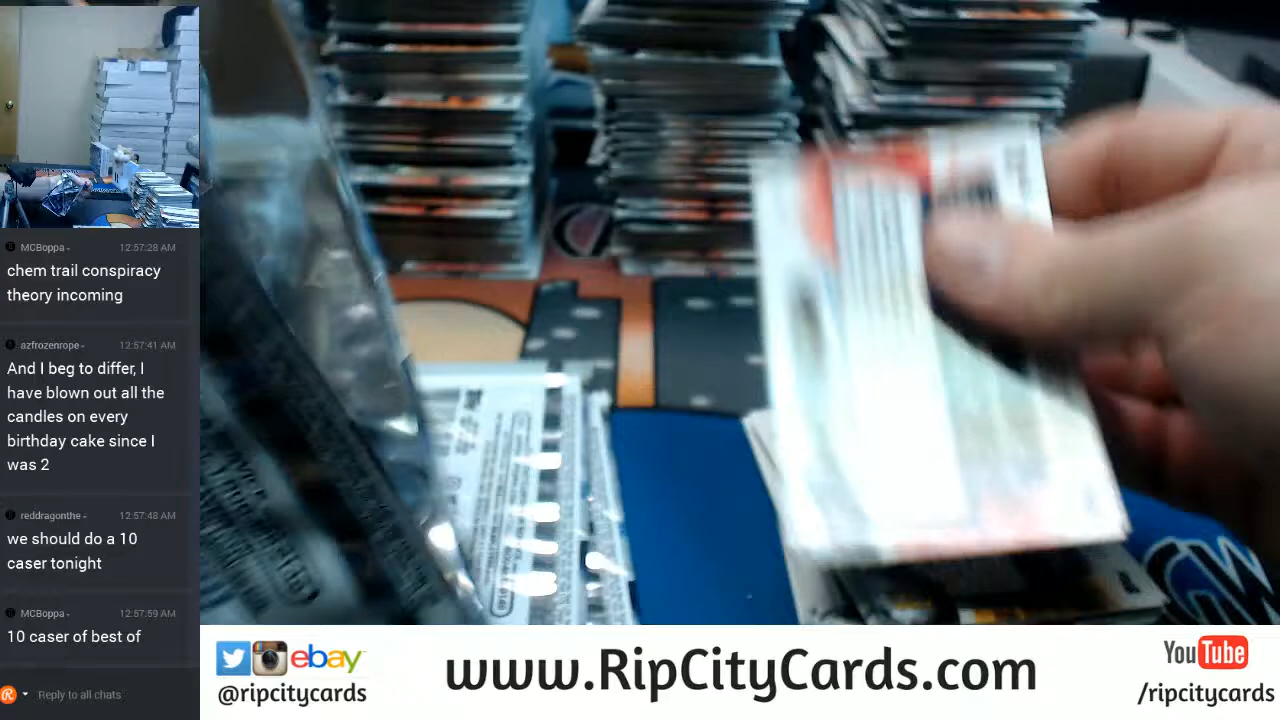 MCBoppa - 12:57:28 AM
chem trail conspiracy
theory incoming
azfrozenrope - 12:57:41 AM
And I beg to differ, I
have blown out all the
candles on every
birthday cake since I
was 2
reddragonthe - 12:57:48 AM
we should do a 10
caser tonight
MCBoppa - 12:57:59 AM
10 caser of best of
Reply to all chats
ebay
@ripcitycards
www.RipCityCards.com
YouTube
/ripcitycards